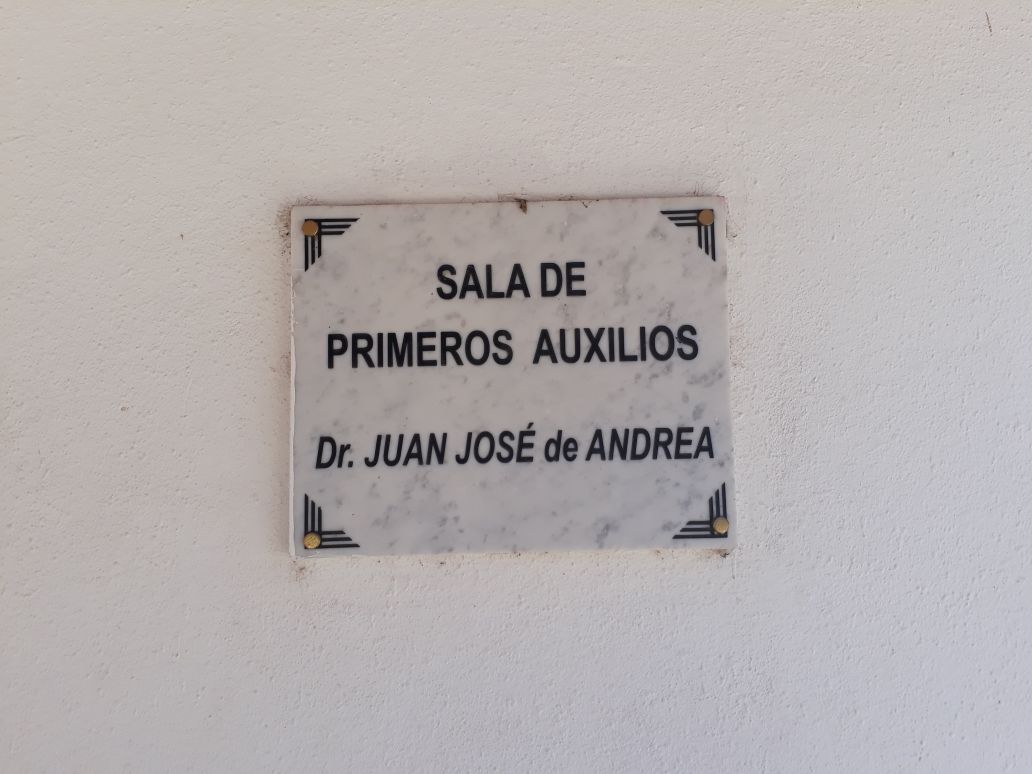 SALA DE
PRIMEROS AUXILIOS
Dr. JUAN JOSÉ de ANDREA